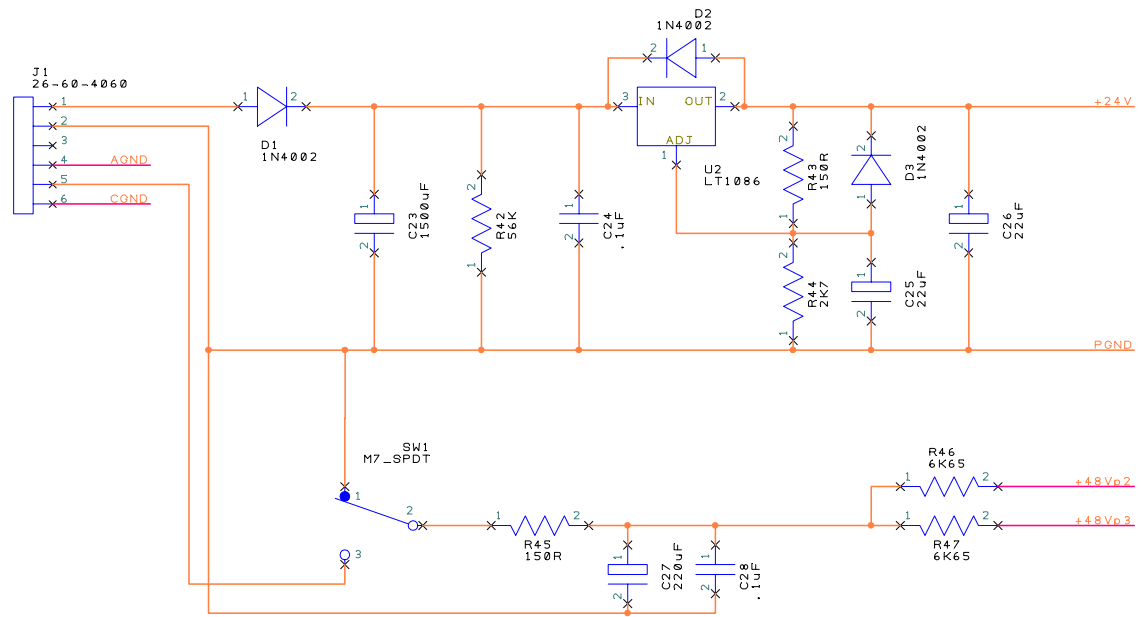 J1
26-60-4060
1
2
3
4
5
6
AGND
CGND
1
2
D1
1N4002
1
2
C23
1500uF
2
1
R42
56K
1
2
C24
.1uF
D2
1N4002
2
1
3
IN
OUT
2
ADJ
1
U2
LT1086
2
1
R43
150R
2
1
R44
2K7
2
1
D3
1N4002
1
2
C25
22uF
1
2
C26
22uF
+24V
PGND
SW1
M7_SPDT
1
2
3
1
2
R45
150R
1
2
C27
220uF
1
2
C28
.1uF
R46
6K65
1
2
+48Vp2
1
2
R47
6K65
+48Vp3